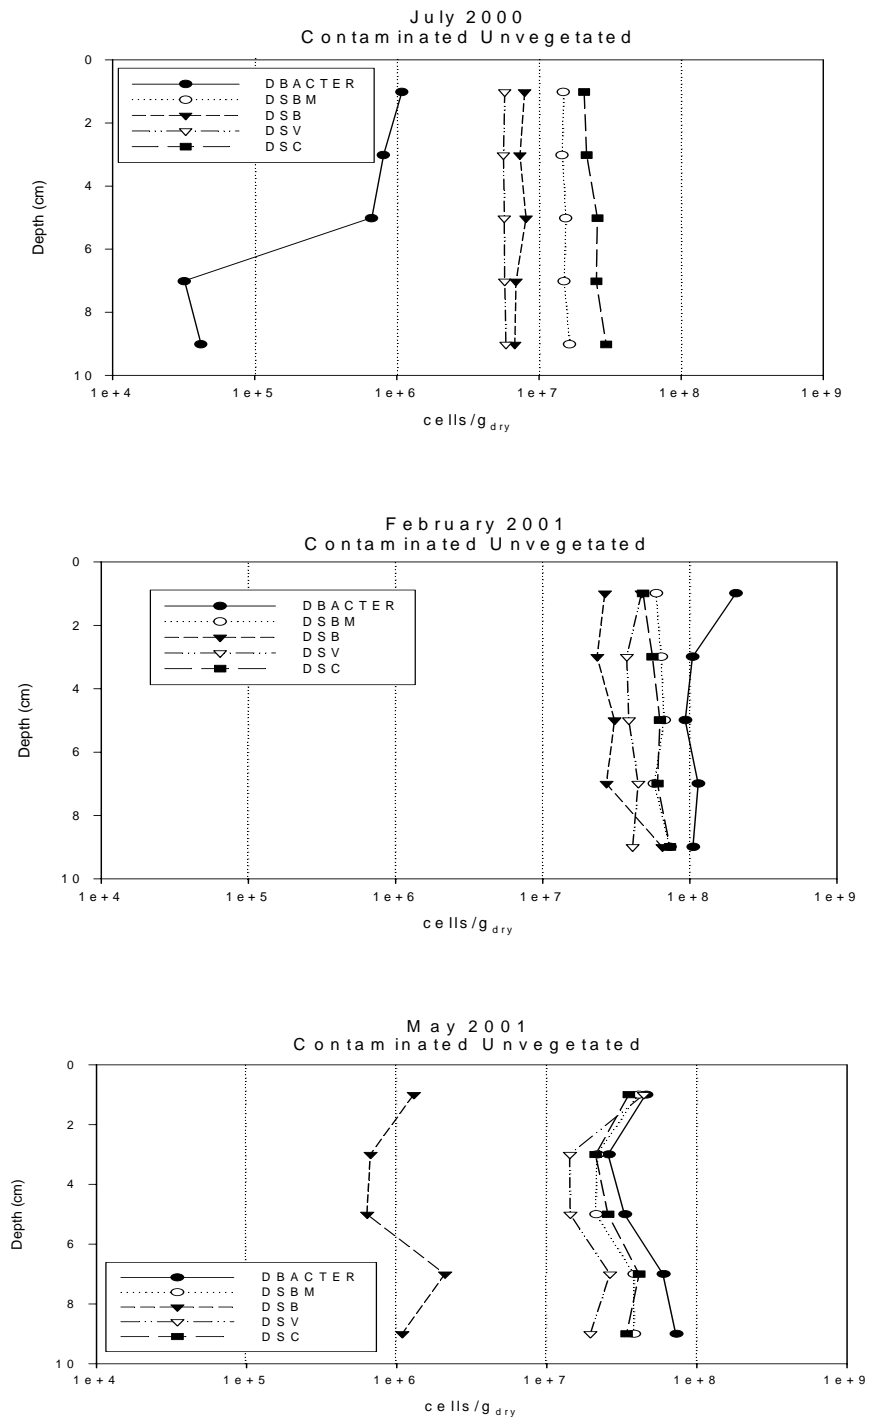 July 2000
Contaminated Unvegetated
DBACTER
DSBM
DSB
DSV
DSC
0
2
4
6
8
10
Depth (cm)
1e+4 1e+5 1e+6 1e+7 1e+8 1e+9
cells/g dry
February 2001
Contaminated Unvegetated
DBACTER
DSBM
DSB
DSV
DSC
0
2
4
6
8
10
Depth (cm)
1e+4 1e+5 1e+6 1e+7 1e+8 1e+9
cells/g dry
May 2001
Contaminated Unvegetated
0
2
4
6
8
10
Depth (cm)
DBACTER
DSBM
DSB
DSV
DSC
1e+4 1e+5 1e+6 1e+7 1e+8 1e+9
cells/g dry